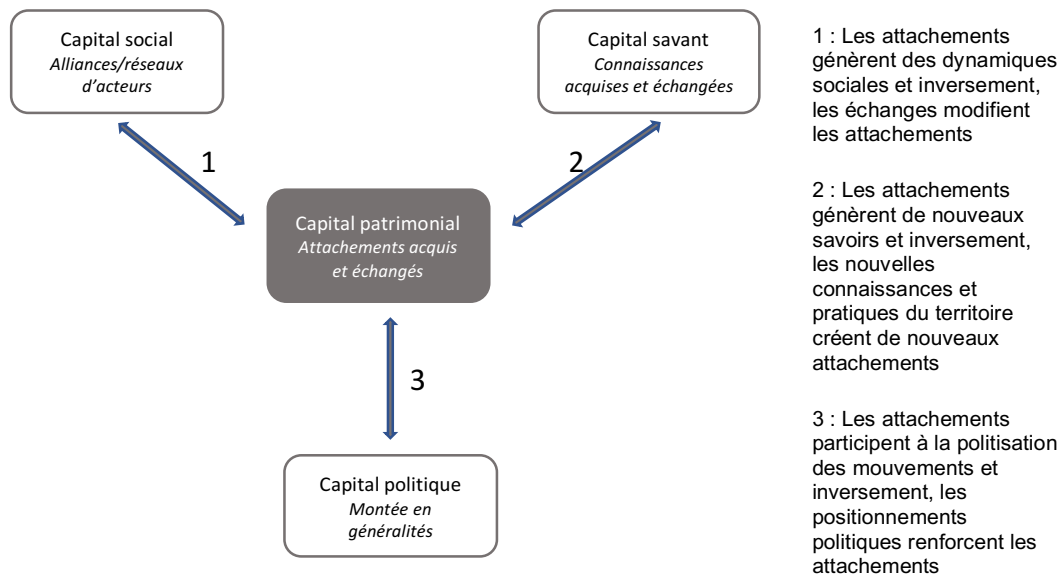 Capital social
Alliances/réseaux
d’acteurs
Capital savant
Connaissances
acquises et échangées
1
2
Capital patrimonial
Attachements acquis
et échangés
3
Capital politique
Montée en
généralités
1 : Les attachements
génèrent des dynamiques
sociales et inversement,
les échanges modifient
les attachements
2 : Les attachements
génèrent de nouveaux
savoirs et inversement,
les nouvelles
connaissances et
pratiques du territoire
créent de nouveaux
attachements
3 : Les attachements
participent à la politisation
des mouvements et
inversement, les
positionnements
politiques renforcent les
attachements